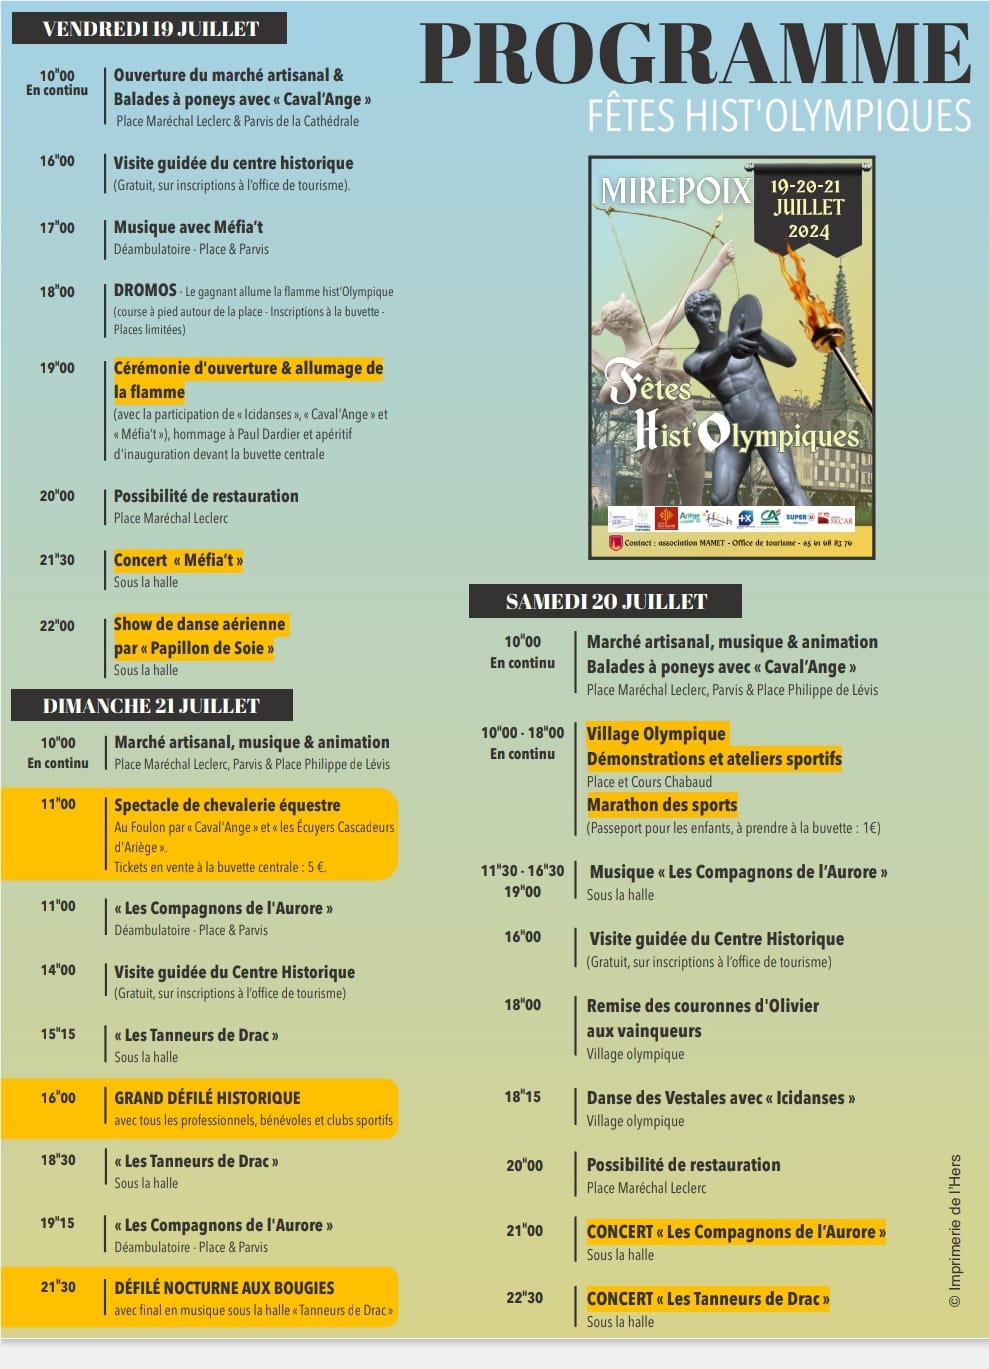 PROGRAMME
FÊTES HIST'OLYMPIQUES
MIREPOIX
19-20-21
JUILLET
2024
Fêtes
Hist'Olympiques
Ariège
CA
SUPER U
SECAR
Contact : association MAMET - Office de tourisme - 05 61 68 83 76
VENDREDI 19 JUILLET
10H00 Ouverture du marché artisanal &
En continu Balades à poneys avec « Caval’Ange »
Place Maréchal Leclerc & Parvis de la Cathédrale
16H00 Visite guidée du centre historique
(Gratuit, sur inscriptions à l’office de tourisme).
17H00 Musique avec Méfia’t
Déambulatoire - Place & Parvis
18H00 DROMOS - Le gagnant allume la flamme hist’Olympique
(course à pied autour de la place - Inscriptions à la buvette -
Places limitées)
19H00 Cérémonie d'ouverture & allumage de
la flamme
(avec la participation de « Icidanses », « Caval'Ange » et
« Méfia’t »), hommage à Paul Dardier et apéritif
d'inauguration devant la buvette centrale
20H00 Possibilité de restauration
Place Maréchal Leclerc
21H30 Concert « Méfia’t »
Sous la halle
22H00 Show de danse aérienne
par « Papillon de Soie »
Sous la halle
SAMEDI 20 JUILLET
10H00 Marché artisanal, musique & animation
En continu Balades à poneys avec « Caval’Ange »
Place Maréchal Leclerc, Parvis & Place Philippe de Lévis
10H00 - 18H00 Village Olympique
En continu Démonstrations et ateliers sportifs
Place et Cours Chabaud
Marathon des sports
(Passeport pour les enfants, à prendre à la buvette : 1€)
11H30 - 16H30 Musique « Les Compagnons de l’Aurore »
19H00 Sous la halle
16H00 Visite guidée du Centre Historique
(Gratuit, sur inscriptions à l’office de tourisme)
18H00 Remise des couronnes d'Olivier
aux vainqueurs
Village olympique
18H15 Danse des Vestales avec « Icidanses »
Village olympique
20H00 Possibilité de restauration
Place Maréchal Leclerc
21H00 CONCERT « Les Compagnons de l’Aurore »
Sous la halle
22H30 CONCERT « Les Tanneurs de Drac »
Sous la halle
DIMANCHE 21 JUILLET
10H00 Marché artisanal, musique & animation
En continu Place Maréchal Leclerc, Parvis & Place Philippe de Lévis
11H00 Spectacle de chevalerie équestre
Au Foulon par « Caval'Ange » et « les Écuyers Cascadeurs
d'Ariège ».
Tickets en vente à la buvette centrale : 5 €.
11H00 « Les Compagnons de l'Aurore »
Déambulatoire - Place & Parvis
14H00 Visite guidée du Centre Historique
(Gratuit, sur inscriptions à l’office de tourisme)
15H15 « Les Tanneurs de Drac »
Sous la halle
16H00 GRAND DÉFILÉ HISTORIQUE
avec tous les professionnels, bénévoles et clubs sportifs
18H30 « Les Tanneurs de Drac »
Sous la halle
19H15 « Les Compagnons de l'Aurore »
Déambulatoire - Place & Parvis
21H30 DÉFILÉ NOCTURNE AUX BOUGIES
avec final en musique sous la halle « Tanneurs de Drac »
© Imprimerie de l’Hers